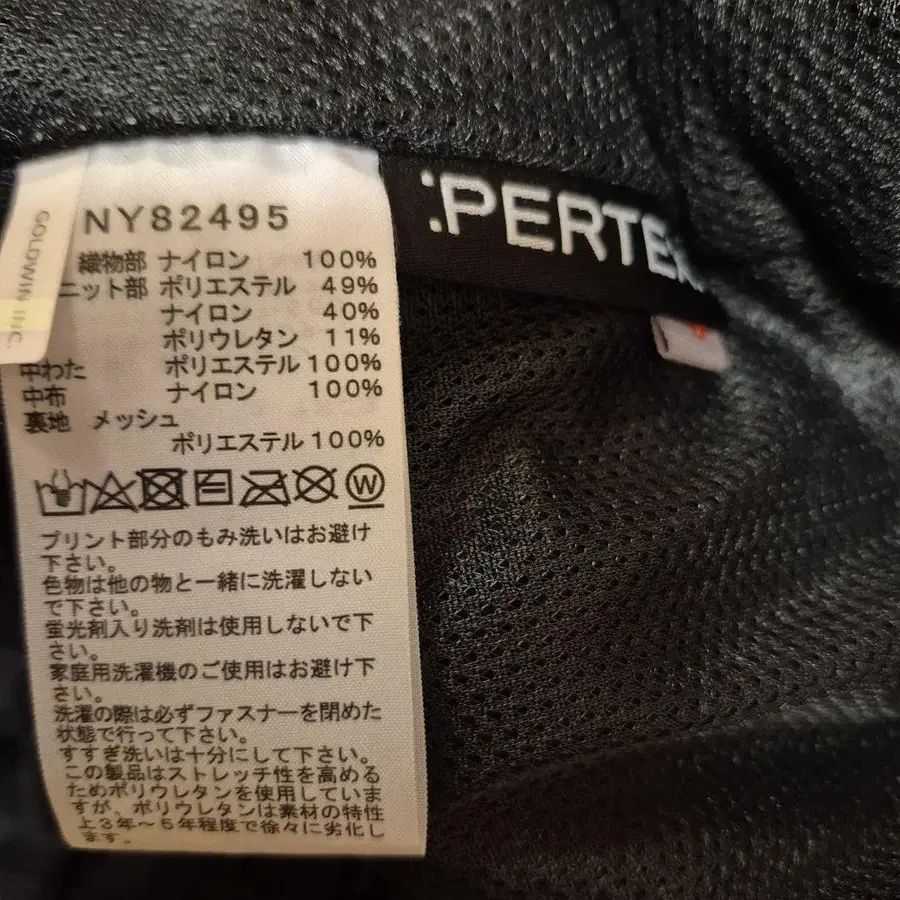 GOLDWIN INC.
NY82495
織物部 ナイロン 100%
ニット部 ポリエステル 49%
ナイロン 40%
ポリウレタン 11%
中わた ポリエステル 100%
中布 ナイロン 100%
裏地 メッシュ
ポリエステル 100%
W
プリント部分のもみ洗いはお避け
下さい。
色物は他の物と一緒に洗濯しない
で下さい。
蛍光剤入り洗剤は使用しないで下
さい。
家庭用洗濯機のご使用はお避け下
さい。
洗濯の際は必ずファスナーを閉めた
状態で行って下さい。
すすぎ洗いは十分にして下さい。
この製品はストレッチ性を高める
ためポリウレタンを使用していま
すが、ポリウレタンは素材の特性
上3年～5年程度で徐々に劣化し
ます。